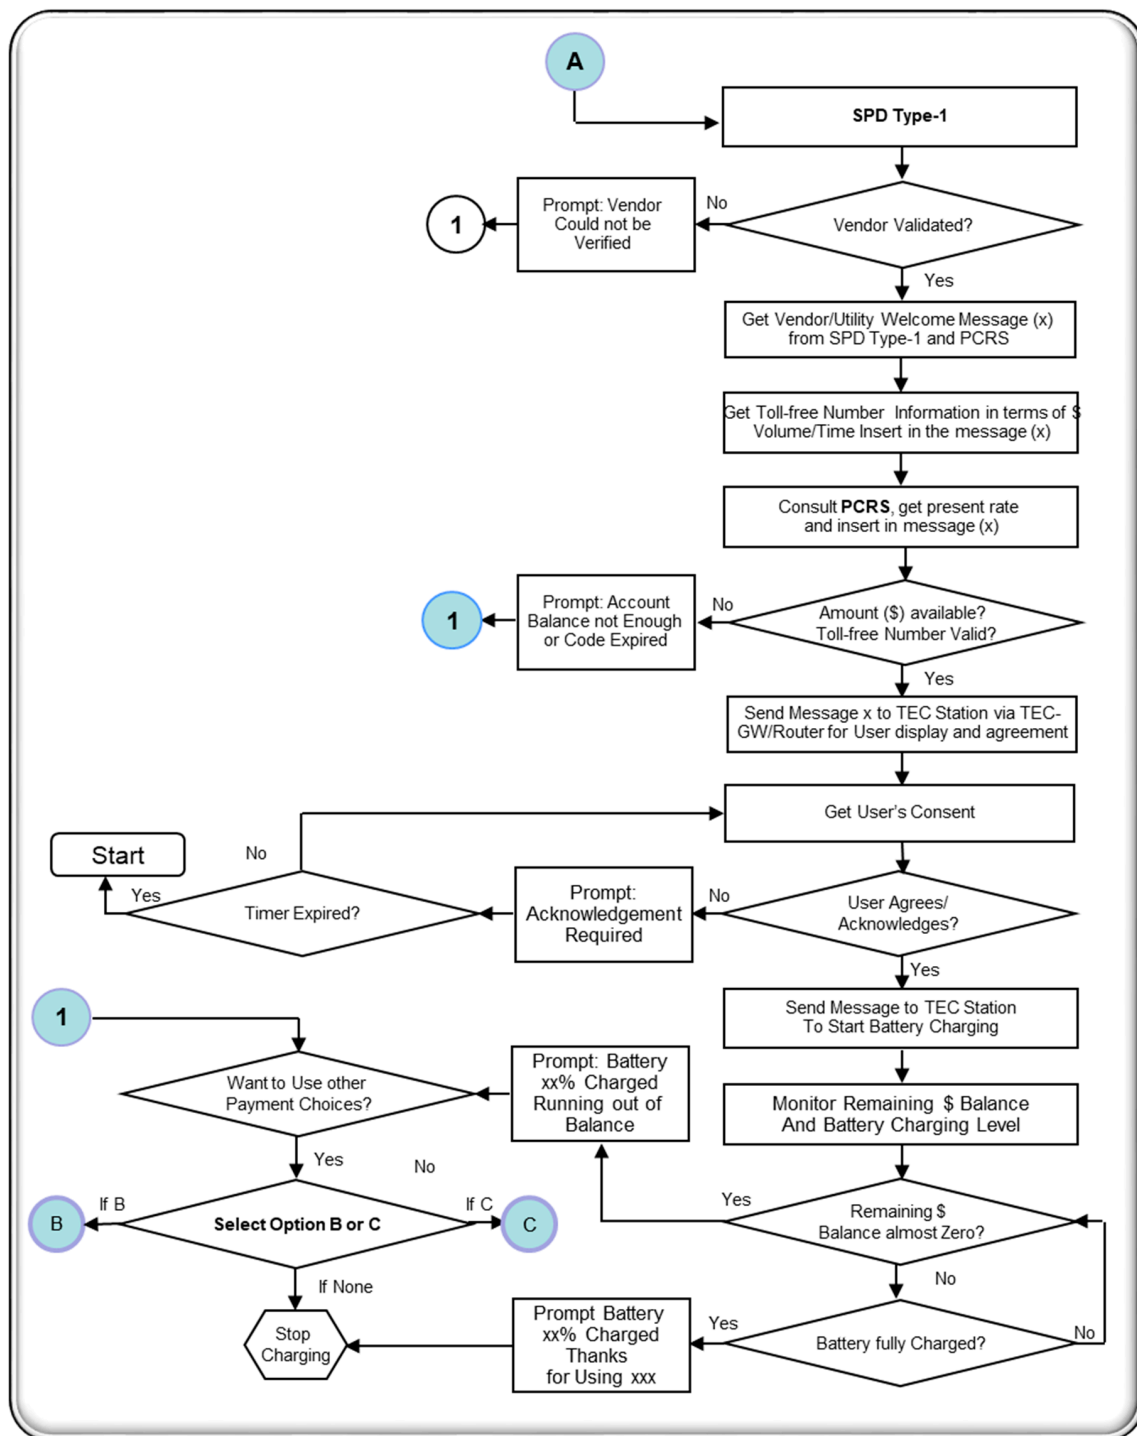 A
SPD Type-1
Prompt: Vendor
Could not be
Verified
1
No
Vendor Validated?
Yes
Get Vendor/Utility Welcome Message (x)
from SPD Type-1 and PCRS
Get Toll-free Number Information in terms of $
Volume/Time Insert in the message (x)
Consult PCRS, get present rate
and insert in message (x)
Prompt: Account
Balance not Enough
or Code Expired
1
No
Amount ($) available?
Toll-free Number Valid?
Yes
Send Message x to TEC Station via TEC-
GW/Router for User display and agreement
Get User's Consent
Start
No
Yes
Timer Expired?
Prompt:
Acknowledgement
Required
No
User Agrees/
Acknowledges?
Yes
1
Send Message to TEC Station
To Start Battery Charging
Want to Use other
Payment Choices?
Prompt: Battery
xx% Charged
Running out of
Balance
Monitor Remaining $ Balance
And Battery Charging Level
Yes
No
B
If B
Select Option B or C
If C
C
Yes
Remaining $
Balance almost Zero?
No
If None
Stop
Charging
Prompt Battery
xx% Charged
Thanks
for Using xxx
Yes
Battery fully Charged?
No